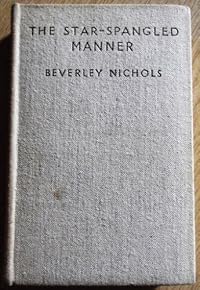 THE STAR-SPANGLED
MANNER
BEVERLEY NICHOLS